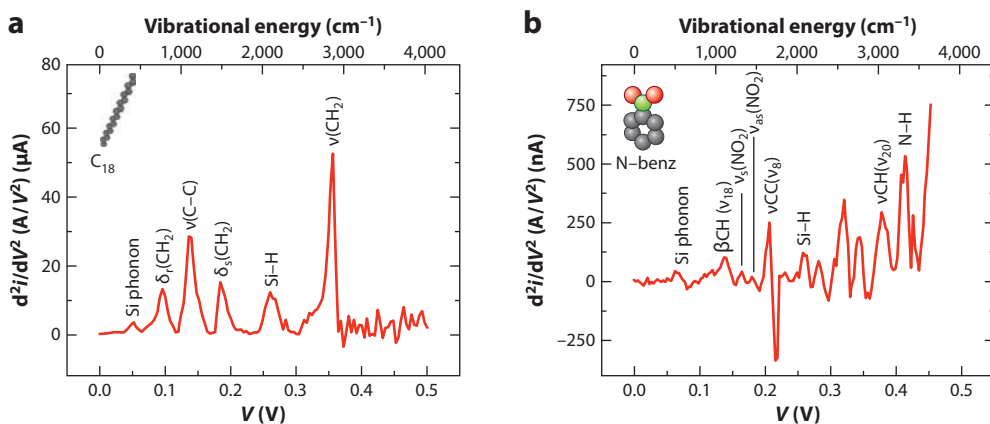 a
Vibrational energy (cm⁻¹)
0 1,000 2,000 3,000 4,000
d²i/dV² (A/V²) (µA)
80
60
40
20
0
C₁₈
Si phonon
δᵣ(CH₂)
ν(C–C)
δₛ(CH₂)
Si–H
ν(CH₂)
0.0 0.1 0.2 0.3 0.4 0.5
V (V)
b
Vibrational energy (cm⁻¹)
0 1,000 2,000 3,000 4,000
d²i/dV² (A/V²) (nA)
750
500
250
0
−250
N–benz
Si phonon
βCH (ν₁₈)
νₛ(NO₂)
νₐₛ(NO₂)
νCC(ν₈)
Si–H
νCH(ν₂₀)
N–H
0.0 0.1 0.2 0.3 0.4 0.5
V (V)